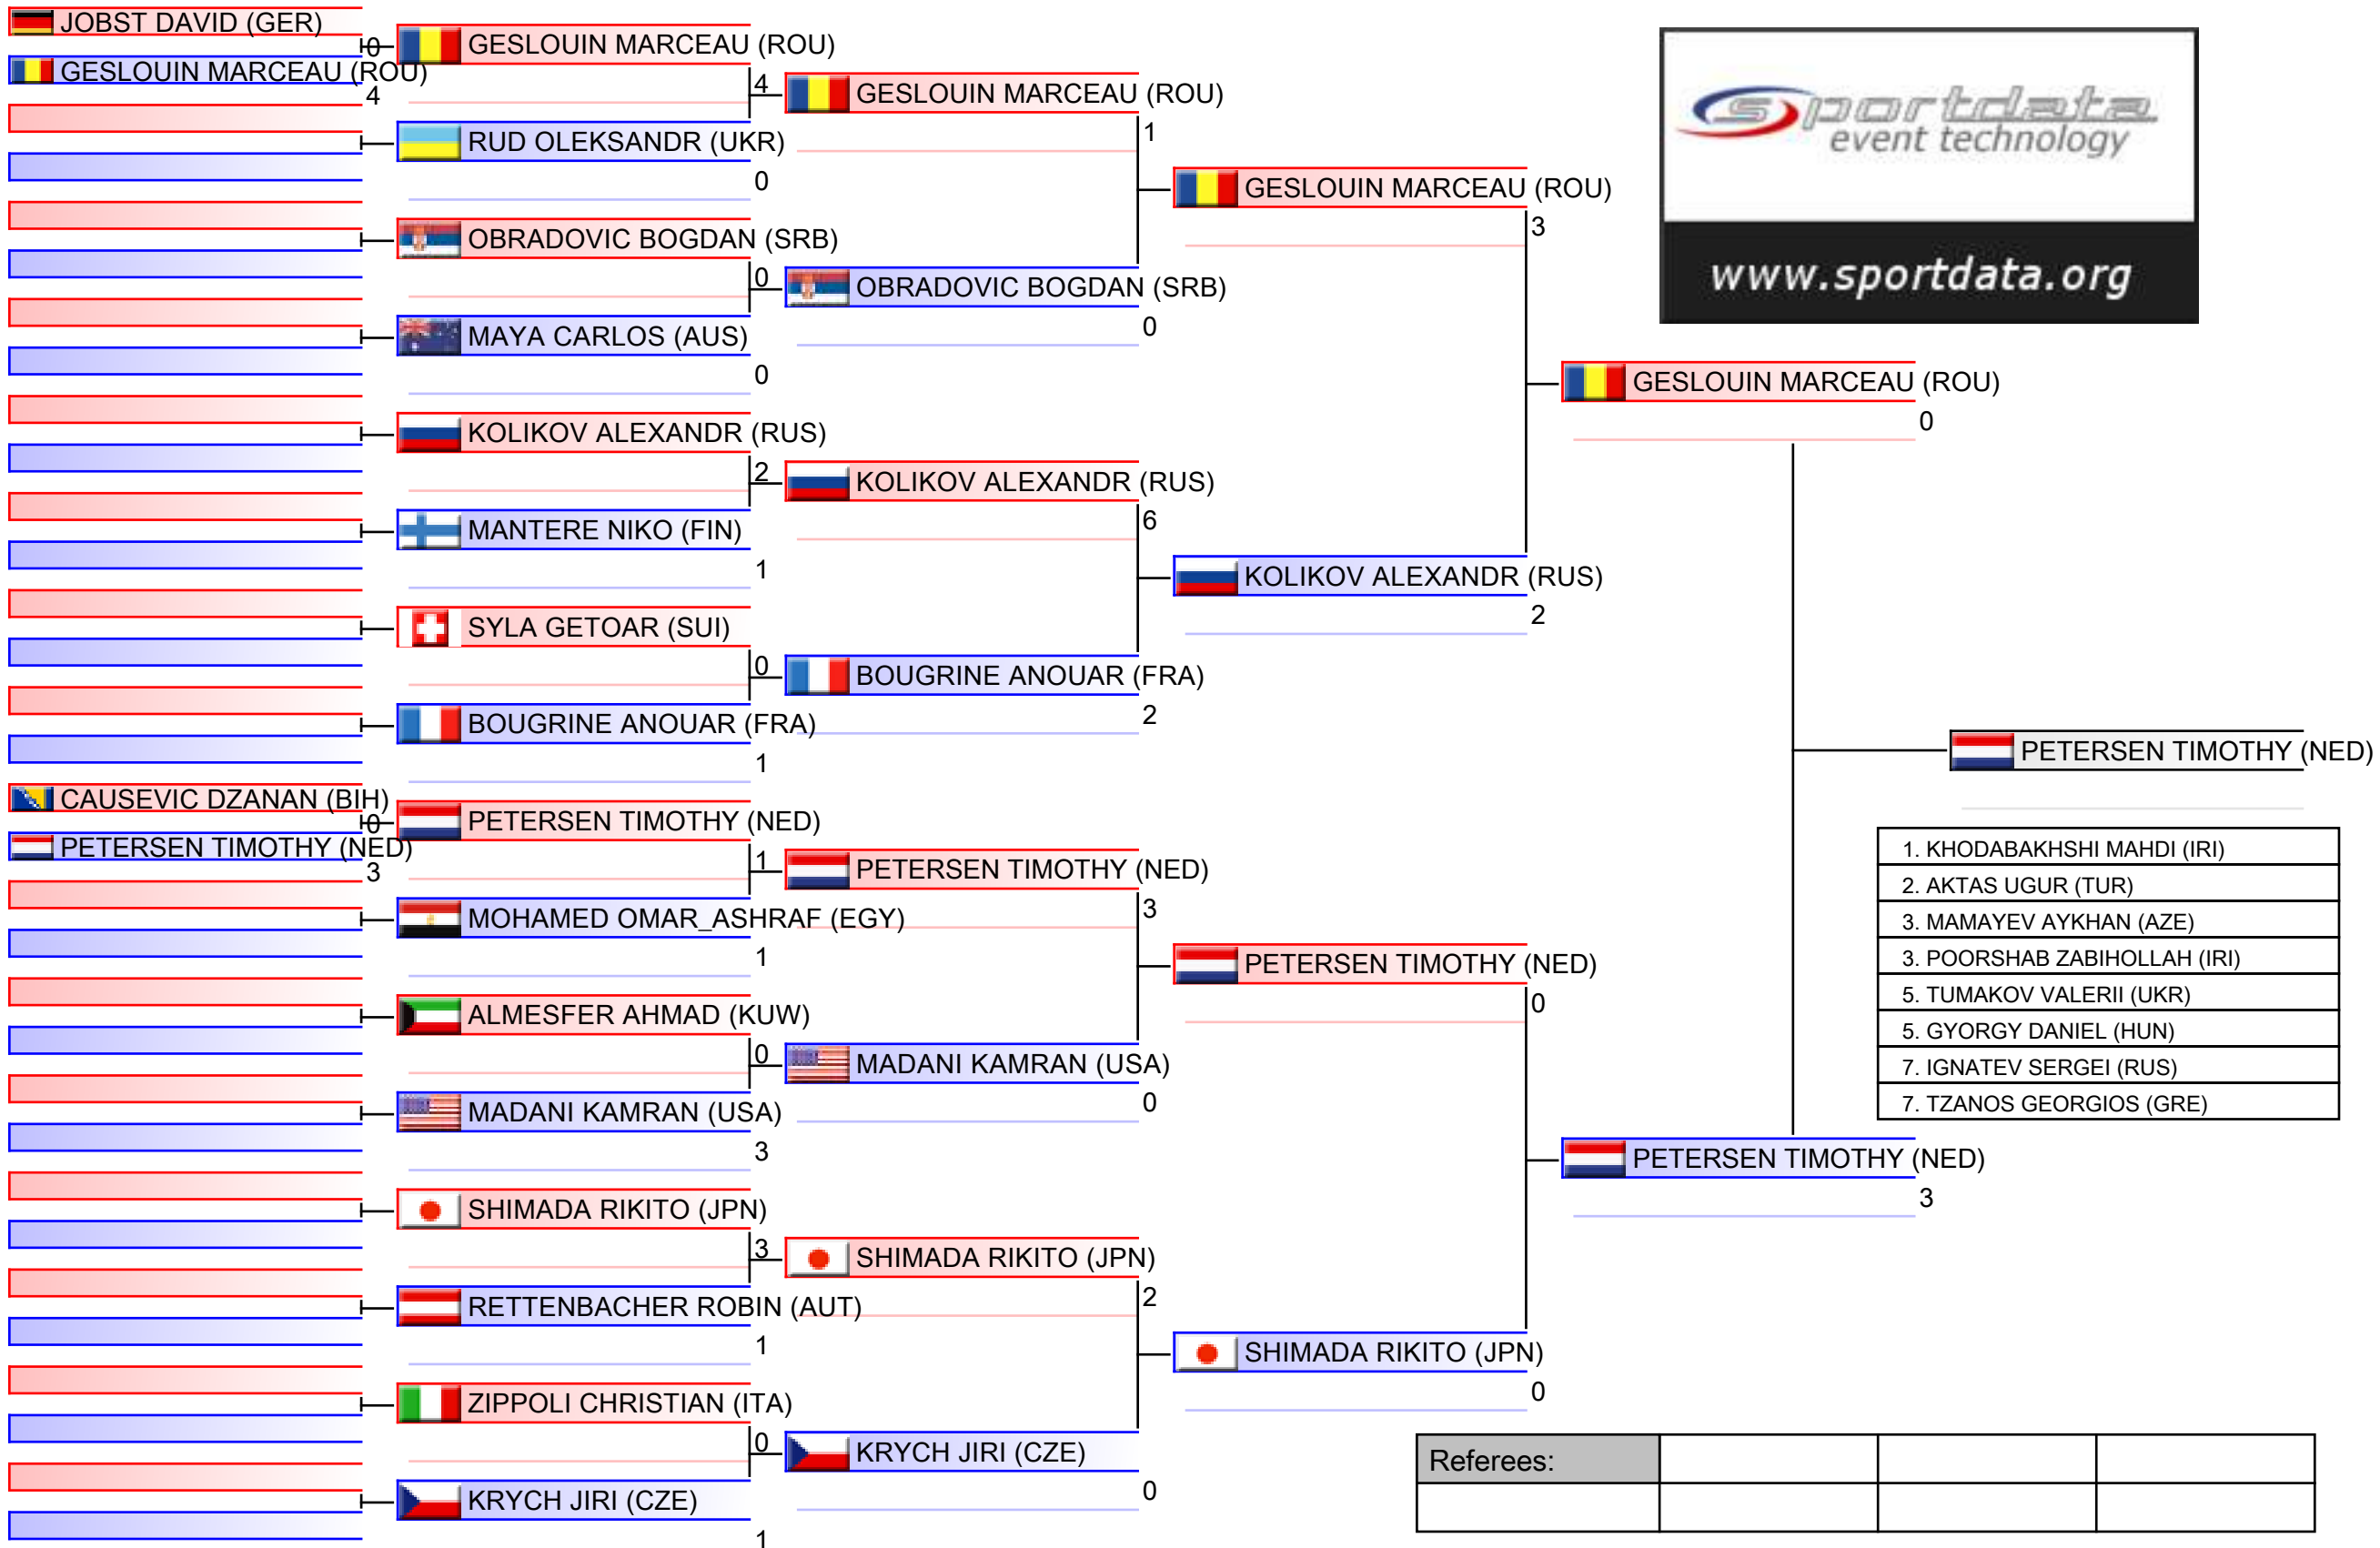 JOBST DAVID (GER)
0
GESLOUIN MARCEAU (ROU)
4
CAUSEVIC DZANAN (BIH)
0
PETERSEN TIMOTHY (NED)
3
GESLOUIN MARCEAU (ROU)
4
RUD OLEKSANDR (UKR)
0
OBRADOVIC BOGDAN (SRB)
0
MAYA CARLOS (AUS)
0
KOLIKOV ALEXANDR (RUS)
2
MANTERE NIKO (FIN)
1
SYLA GETOAR (SUI)
0
BOUGRINE ANOUAR (FRA)
1
PETERSEN TIMOTHY (NED)
1
MOHAMED OMAR_ASHRAF (EGY)
1
ALMESFER AHMAD (KUW)
0
MADANI KAMRAN (USA)
3
SHIMADA RIKITO (JPN)
3
RETTENBACHER ROBIN (AUT)
1
ZIPPOLI CHRISTIAN (ITA)
0
KRYCH JIRI (CZE)
1
GESLOUIN MARCEAU (ROU)
1
OBRADOVIC BOGDAN (SRB)
0
KOLIKOV ALEXANDR (RUS)
6
BOUGRINE ANOUAR (FRA)
2
PETERSEN TIMOTHY (NED)
3
MADANI KAMRAN (USA)
0
SHIMADA RIKITO (JPN)
2
KRYCH JIRI (CZE)
0
GESLOUIN MARCEAU (ROU)
3
KOLIKOV ALEXANDR (RUS)
2
PETERSEN TIMOTHY (NED)
0
SHIMADA RIKITO (JPN)
0
GESLOUIN MARCEAU (ROU)
0
PETERSEN TIMOTHY (NED)
3
PETERSEN TIMOTHY (NED)
sportdata
event technology
www.sportdata.org
1. KHODABAKHSHI MAHDI (IRI)
2. AKTAS UGUR (TUR)
3. MAMAYEV AYKHAN (AZE)
3. POORSHAB ZABIHOLLAH (IRI)
5. TUMAKOV VALERII (UKR)
5. GYORGY DANIEL (HUN)
7. IGNATEV SERGEI (RUS)
7. TZANOS GEORGIOS (GRE)
Referees: